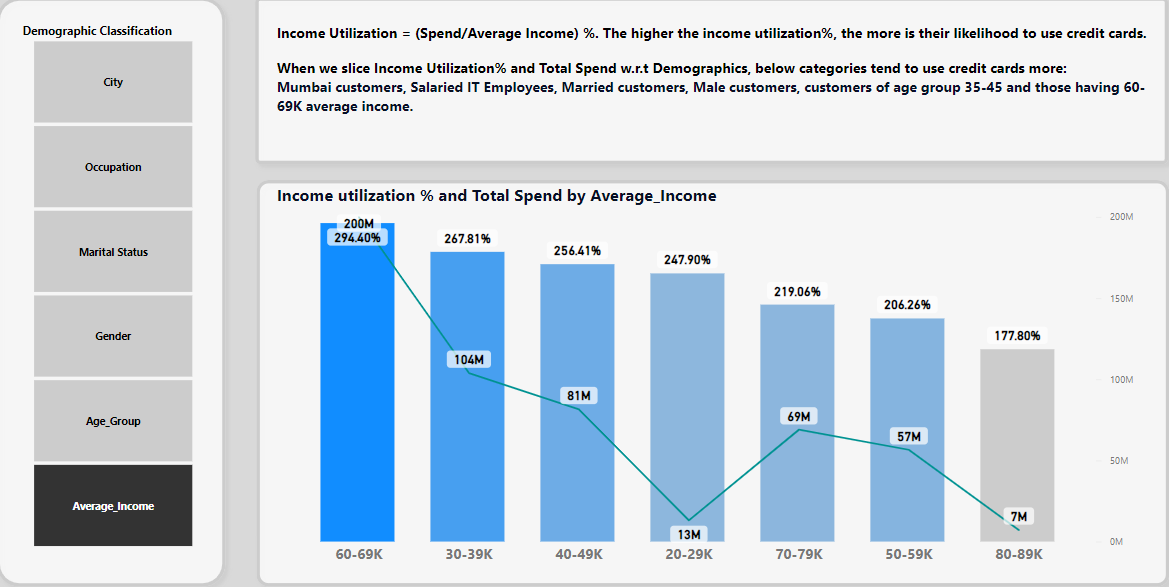 Demographic Classification
City
Occupation
Marital Status
Gender
Age_Group
Average_Income
Income Utilization = (Spend/Average Income) %. The higher the income utilization%, the more is their likelihood to use credit cards.
When we slice Income Utilization% and Total Spend w.r.t Demographics, below categories tend to use credit cards more:
Mumbai customers, Salaried IT Employees, Married customers, Male customers, customers of age group 35-45 and those having 60-
69K average income.
Income utilization % and Total Spend by Average_Income
200M
294.40%
267.81%
256.41%
247.90%
219.06%
206.26%
177.80%
104M
81M
13M
69M
57M
7M
200M
150M
100M
50M
0M
60-69K
30-39K
40-49K
20-29K
70-79K
50-59K
80-89K